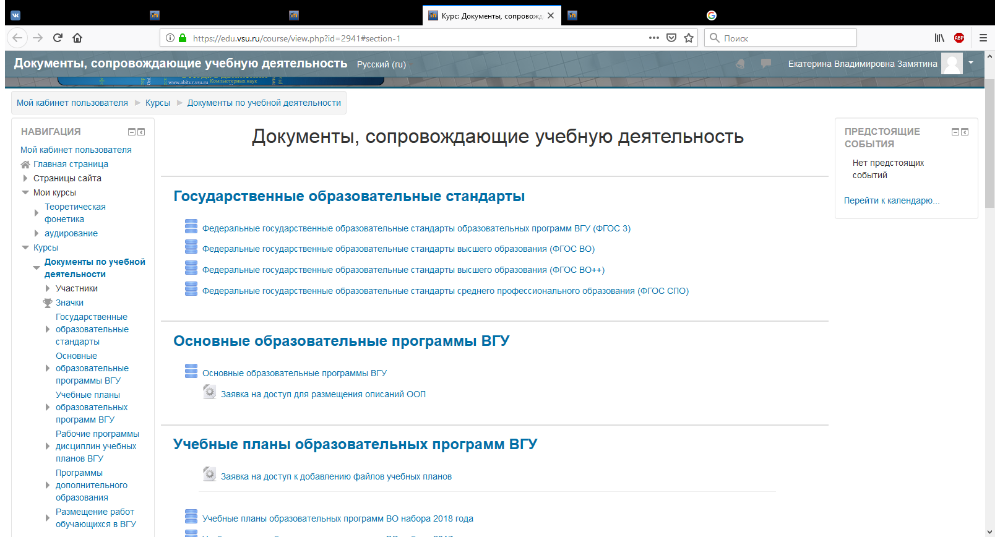 Курс: Документы, сопровожд
https://edu.vsu.ru/course/view.php?id=2941#section-1
Поиск
ABP
Документы, сопровождающие учебную деятельность Русский (ru)
Екатерина Владимировна Замятина
www.abitur.vsu.ru Компьютерных наук
Мой кабинет пользователя Курсы Документы по учебной деятельности
НАВИГАЦИЯ
Мой кабинет пользователя
Главная страница
Страницы сайта
Мои курсы
Теоретическая
фонетика
аудирование
Курсы
Документы по учебной
деятельности
Участники
Значки
Государственные
образовательные
стандарты
Основные
образовательные
программы ВГУ
Учебные планы
образовательных
программ ВГУ
Рабочие программы
дисциплин учебных
планов ВГУ
Программы
дополнительного
образования
Размещение работ
обучающихся в ВГУ
Документы, сопровождающие учебную деятельность
Государственные образовательные стандарты
Федеральные государственные образовательные стандарты образовательных программ ВГУ (ФГОС 3)
Федеральные государственные образовательные стандарты высшего образования (ФГОС ВО)
Федеральные государственные образовательные стандарты высшего образования (ФГОС ВО++)
Федеральные государственные образовательные стандарты среднего профессионального образования (ФГОС СПО)
Основные образовательные программы ВГУ
Основные образовательные программы ВГУ
Заявка на доступ для размещения описаний ООП
Учебные планы образовательных программ ВГУ
Заявка на доступ к добавлению файлов учебных планов
Учебные планы образовательных программ ВО набора 2018 года
ПРЕДСТОЯЩИЕ
СОБЫТИЯ
Нет предстоящих
событий
Перейти к календарю...